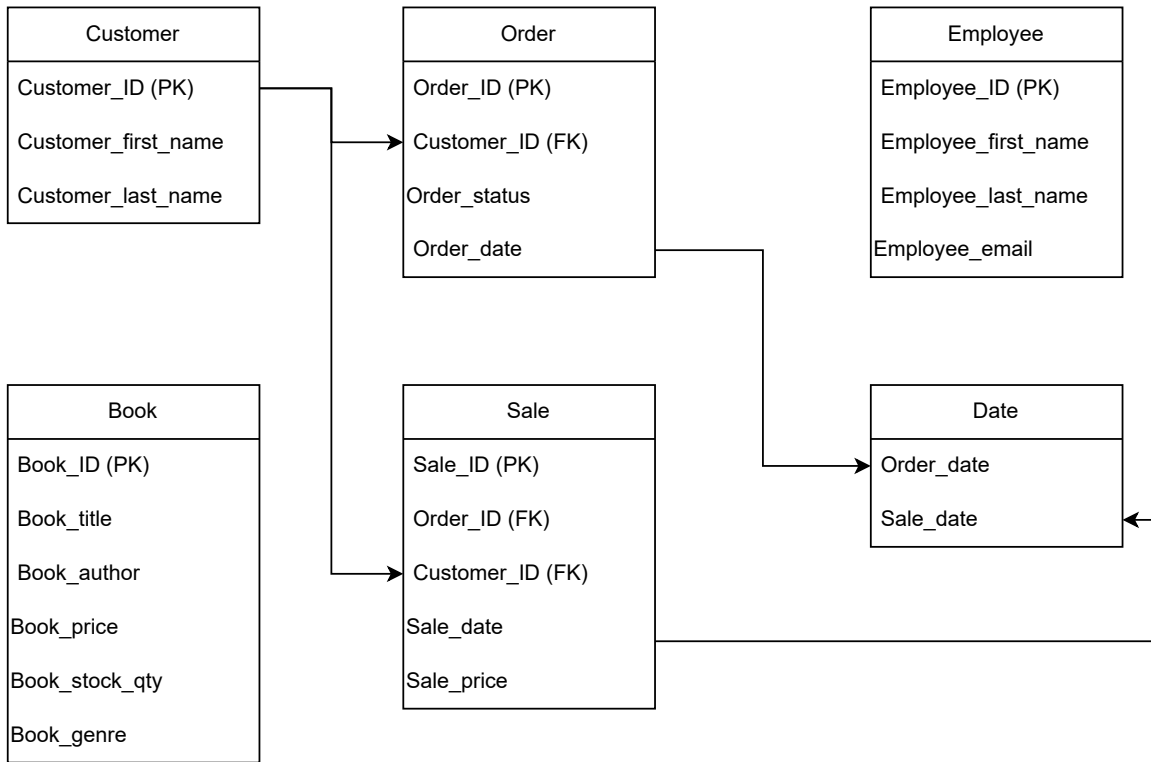 Customer
Customer_ID (PK)
Customer_first_name
Customer_last_name
Order
Order_ID (PK)
Customer_ID (FK)
Order_status
Order_date
Employee
Employee_ID (PK)
Employee_first_name
Employee_last_name
Employee_email
Book
Book_ID (PK)
Book_title
Book_author
Book_price
Book_stock_qty
Book_genre
Sale
Sale_ID (PK)
Order_ID (FK)
Customer_ID (FK)
Sale_date
Sale_price
Date
Order_date
Sale_date